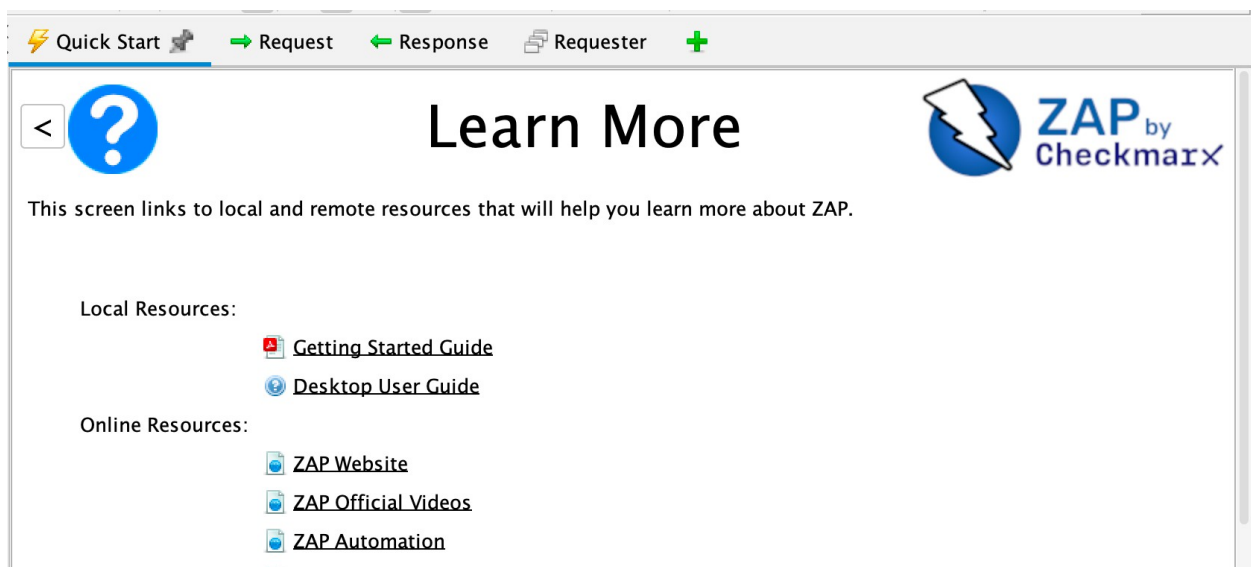 Quick Start Request Response Requester
< Learn More ZAP by
Checkmarx
This screen links to local and remote resources that will help you learn more about ZAP.
Local Resources:
Getting Started Guide
Desktop User Guide
Online Resources:
ZAP Website
ZAP Official Videos
ZAP Automation